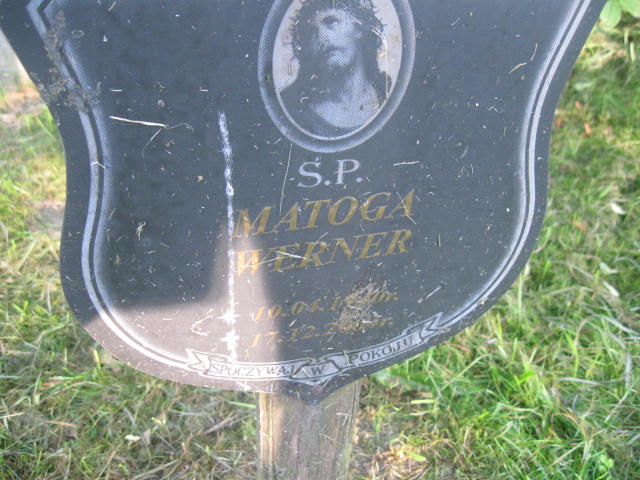 Ś.P.
MATOGA
WERNER
SPOCZYWAJ W POKOJU